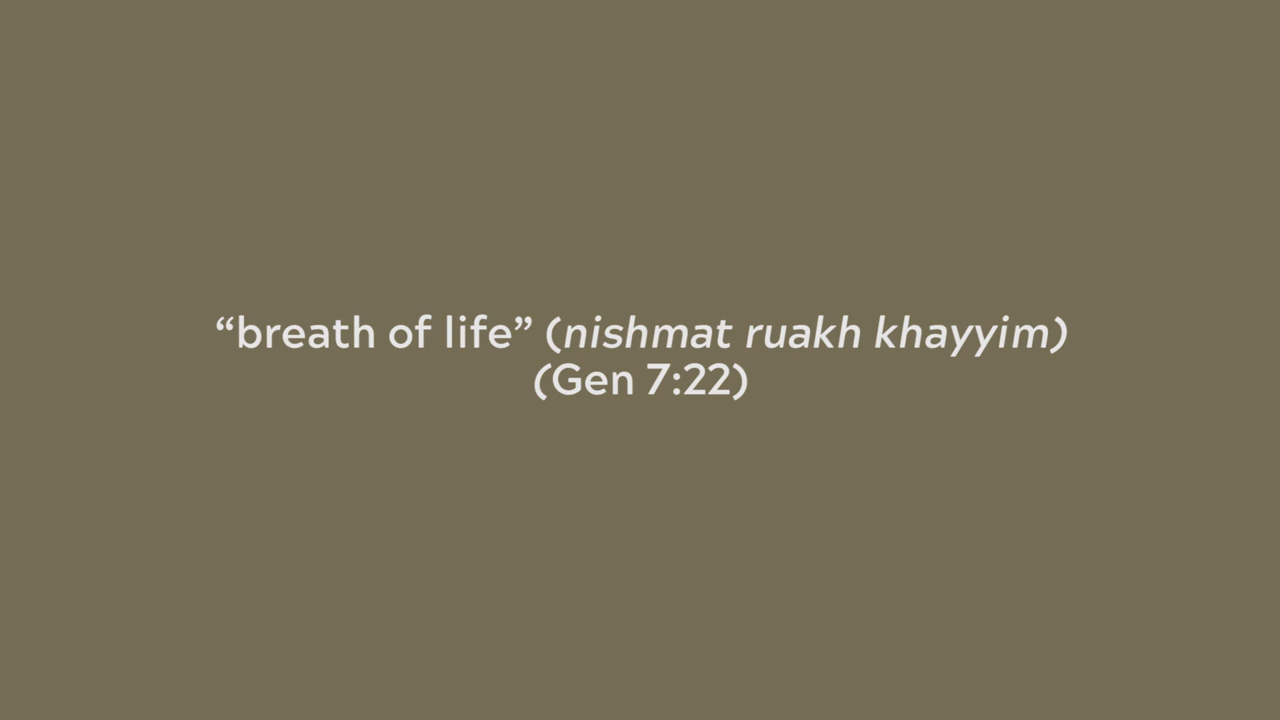 “breath of life” (nishmat ruakh khayyim)
(Gen 7:22)